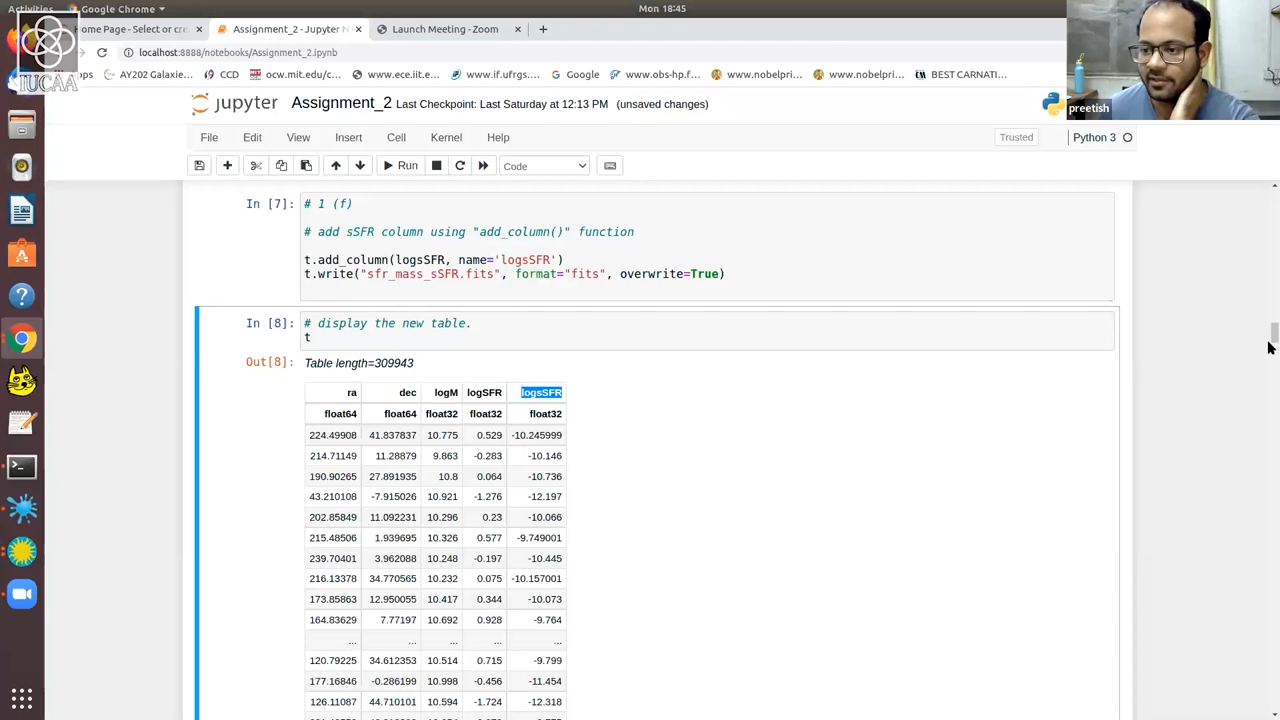 Activities
Google Chrome
Mon 18:45
Home Page - Select or cre
Assignment_2 - Jupyter N
Launch Meeting - Zoom
localhost:8888/notebooks/Assignment_2.ipynb
AY202 Galaxie...
CCD
ocw.mit.edu/c...
www.ece.iit.e...
www.if.ufrgs....
Google
www.obs-hp.f...
www.nobelpri...
www.nobelpri...
BEST CARNATI...
IUCAA
preetish
jupyter
Assignment_2 Last Checkpoint: Last Saturday at 12:13 PM (unsaved changes)
File Edit View Insert Cell Kernel Help
Trusted
Python 3
Run
Code
In [7]:
# 1 (f)
# add sSFR column using "add_column()" function
t.add_column(logsSFR, name='logsSFR')
t.write("sfr_mass_sSFR.fits", format="fits", overwrite=True)
In [8]:
# display the new table.
t
Out[8]:
Table length=309943
ra dec logM logSFR logsSFR
float64 float64 float32 float32 float32
224.49908 41.837837 10.775 0.529 -10.245999
214.71149 11.28879 9.863 -0.283 -10.146
190.90265 27.891935 10.8 0.064 -10.736
43.210108 -7.915026 10.921 -1.276 -12.197
202.85849 11.092231 10.296 0.23 -10.066
215.48506 1.939695 10.326 0.577 -9.749001
239.70401 3.962088 10.248 -0.197 -10.445
216.13378 34.770565 10.232 0.075 -10.157001
173.85863 12.950055 10.417 0.344 -10.073
164.83629 7.77197 10.692 0.928 -9.764
... ... ... ... ...
120.79225 34.612353 10.514 0.715 -9.799
177.16846 -0.286199 10.998 -0.456 -11.454
126.11087 44.710101 10.594 -1.724 -12.318